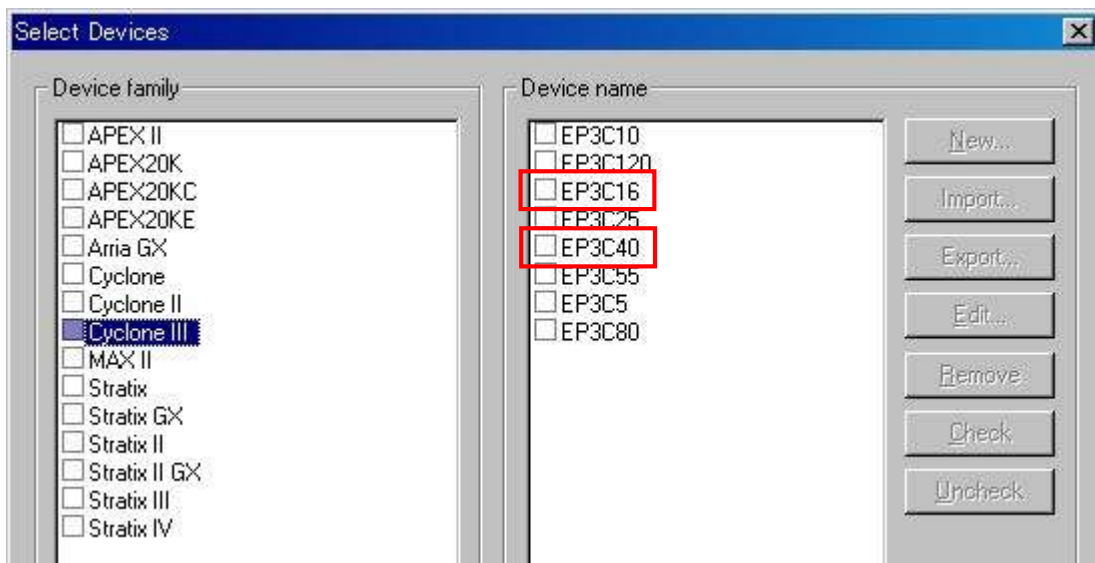 Select Devices
Device family
APEX II
APEX20K
APEX20KC
APEX20KE
Arria GX
Cyclone
Cyclone II
Cyclone III
MAX II
Stratix
Stratix GX
Stratix II
Stratix II GX
Stratix III
Stratix IV
Device name
EP3C10
EP3C120
EP3C16
EP3C25
EP3C40
EP3C55
EP3C5
EP3C80
New...
Import...
Export...
Edit...
Remove
Check
Uncheck